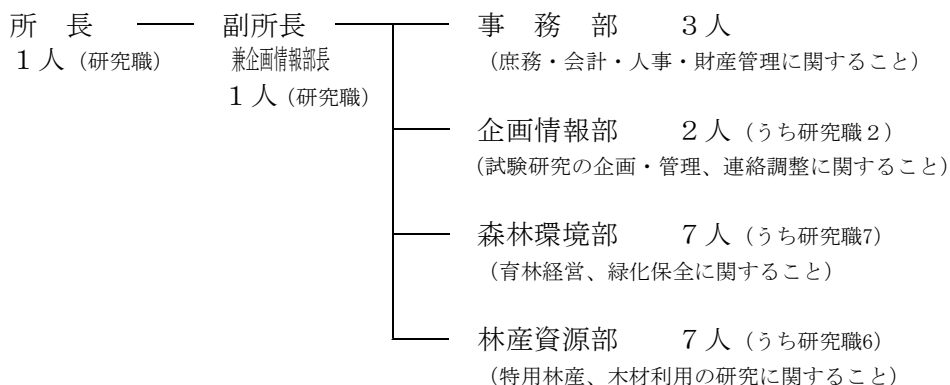 所　長
１人（研究職）
副所長
兼企画情報部長
１人（研究職）
事　務　部　　３人
（庶務・会計・人事・財産管理に関すること）
企画情報部　　２人（うち研究職２）
（試験研究の企画・管理、連絡調整に関すること）
森林環境部　　７人（うち研究職7）
（育林経営、緑化保全に関すること）
林産資源部　　７人（うち研究職6）
（特用林産、木材利用の研究に関すること）